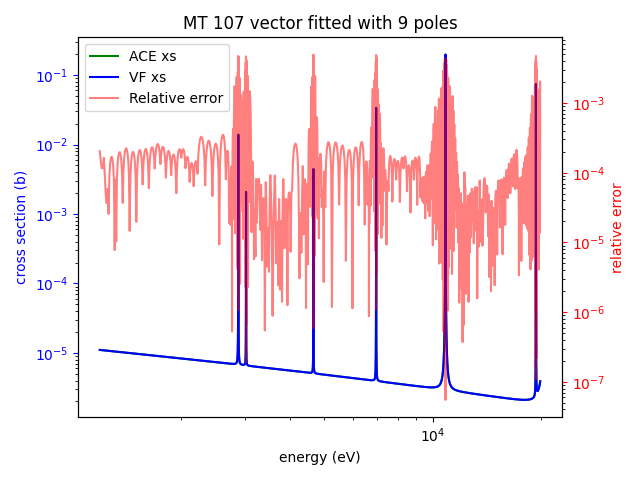 MT 107 vector fitted with 9 poles
ACE xs
VF xs
Relative error
cross section (b)
10⁻¹
10⁻²
10⁻³
10⁻⁴
10⁻⁵
10⁻³
10⁻⁴
10⁻⁵
10⁻⁶
10⁻⁷
relative error
10⁴
energy (eV)